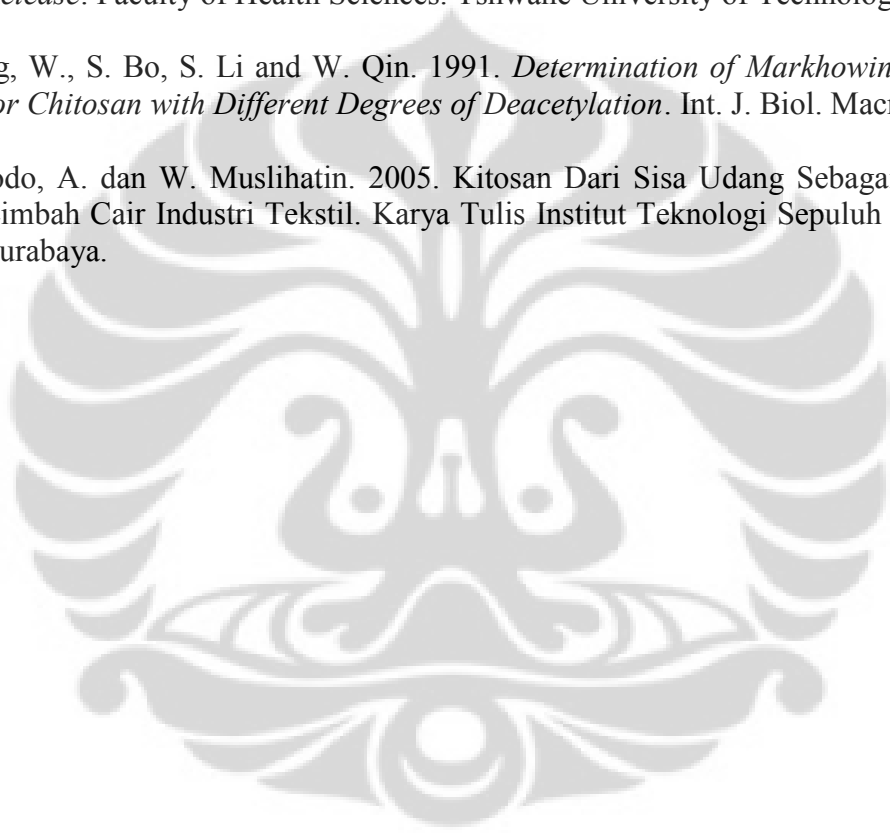 elease. Faculty of Health Sciences. Tshwane University of Technolog
g, W., S. Bo, S. Li and W. Qin. 1991. Determination of Markhowin
or Chitosan with Different Degrees of Deacetylation. Int. J. Biol. Macr
odo, A. dan W. Muslihatin. 2005. Kitosan Dari Sisa Udang Sebagai
imbah Cair Industri Tekstil. Karya Tulis Institut Teknologi Sepuluh
urabaya.